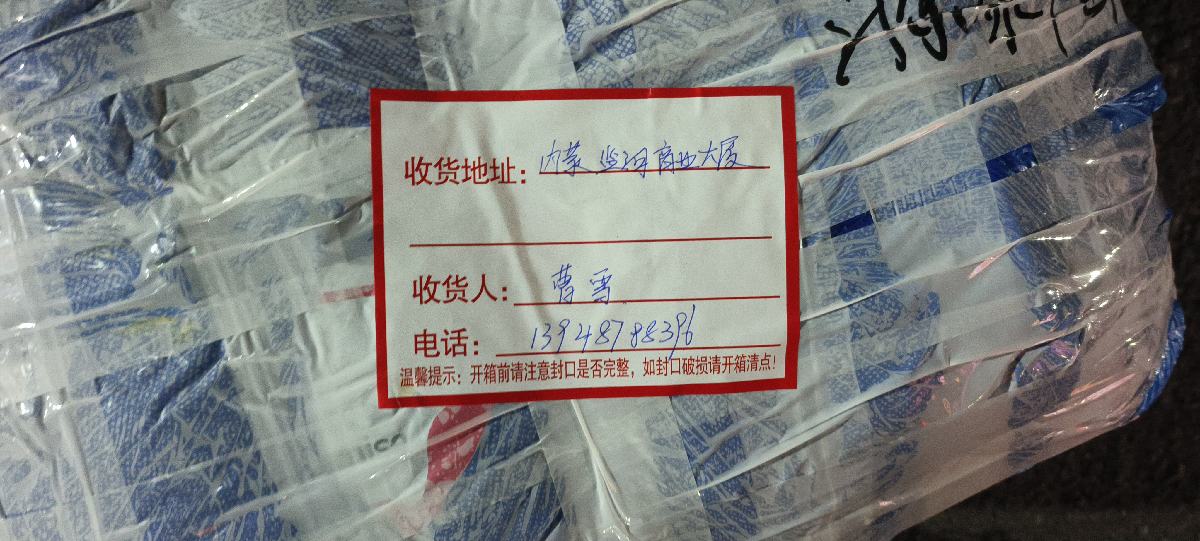 收货地址：内蒙 临河商业大厦
收货人：曹雪
电话：13948788396
温馨提示：开箱前请注意封口是否完整，如封口破损请开箱清点！